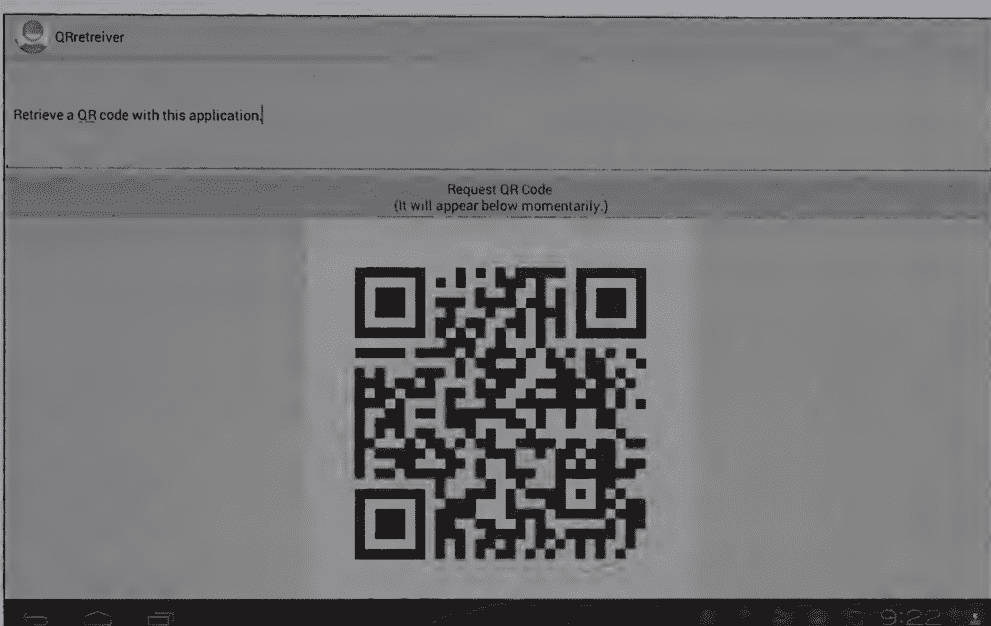 QRretreiver
Retrieve a QR code with this application.
Request QR Code
(It will appear below momentarily.)
9:22